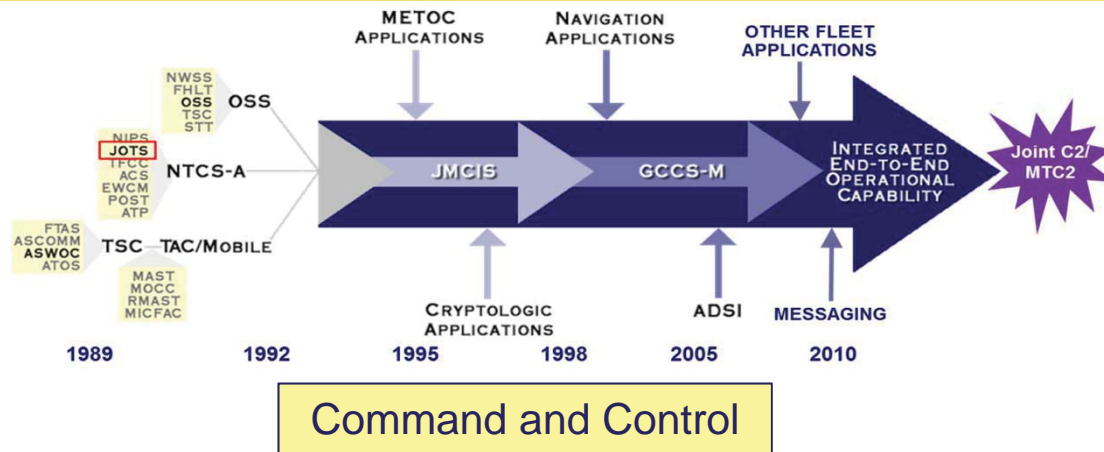 METOC
APPLICATIONS
NAVIGATION
APPLICATIONS
OTHER FLEET
APPLICATIONS
NWSS
FHLT
OSS
TSC
STT
OSS
NIPS
JOTS
TFCC
ACS
EWCM
POST
ATP
NTCS-A
FTAS
ASCOMM
ASWOC
ATOS
TSC
TAC/MOBILE
MAST
MOCC
RMAST
MICFAC
JMCIS
GCCS-M
INTEGRATED
END-TO-END
OPERATIONAL
CAPABILITY
Joint C2/
MTC2
CRYPTOLOGIC
APPLICATIONS
ADSI
MESSAGING
1989 1992 1995 1998 2005 2010
Command and Control